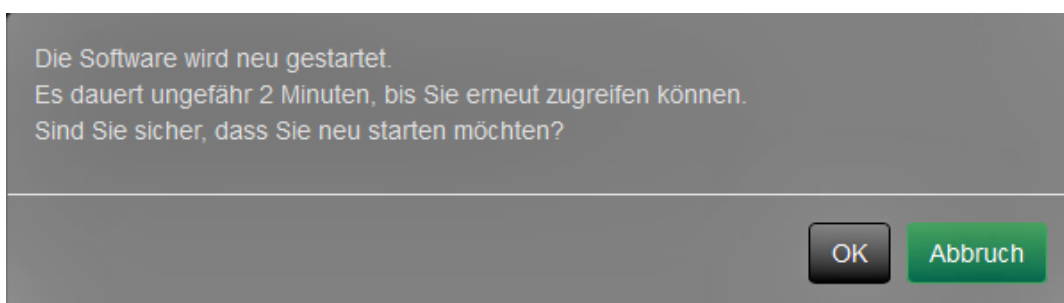 Die Software wird neu gestartet.
Es dauert ungefähr 2 Minuten, bis Sie erneut zugreifen können.
Sind Sie sicher, dass Sie neu starten möchten?
OK Abbruch